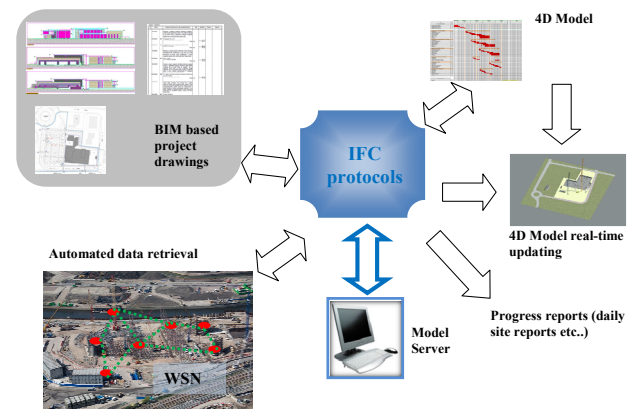 4D Model
BIM based
project
drawings
IFC
protocols
4D Model real-time
updating
Automated data retrieval
Progress reports (daily
site reports etc..)
Model
Server
WSN